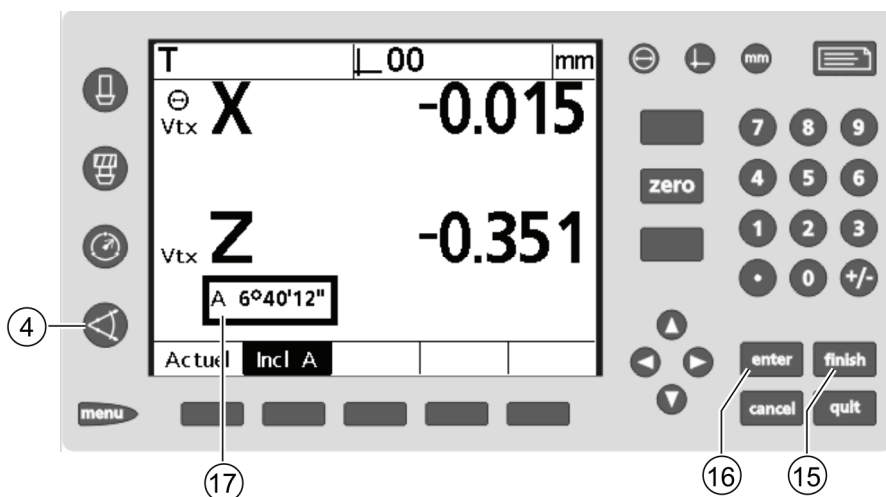 T 00 mm
Vtx X -0.015
Vtx Z -0.351
A 6°40'12"
Actuel Incl A
mm
7 8 9
zero 4 5 6
1 2 3
. 0 +/-
4
enter finish
menu
cancel quit
17 16 15